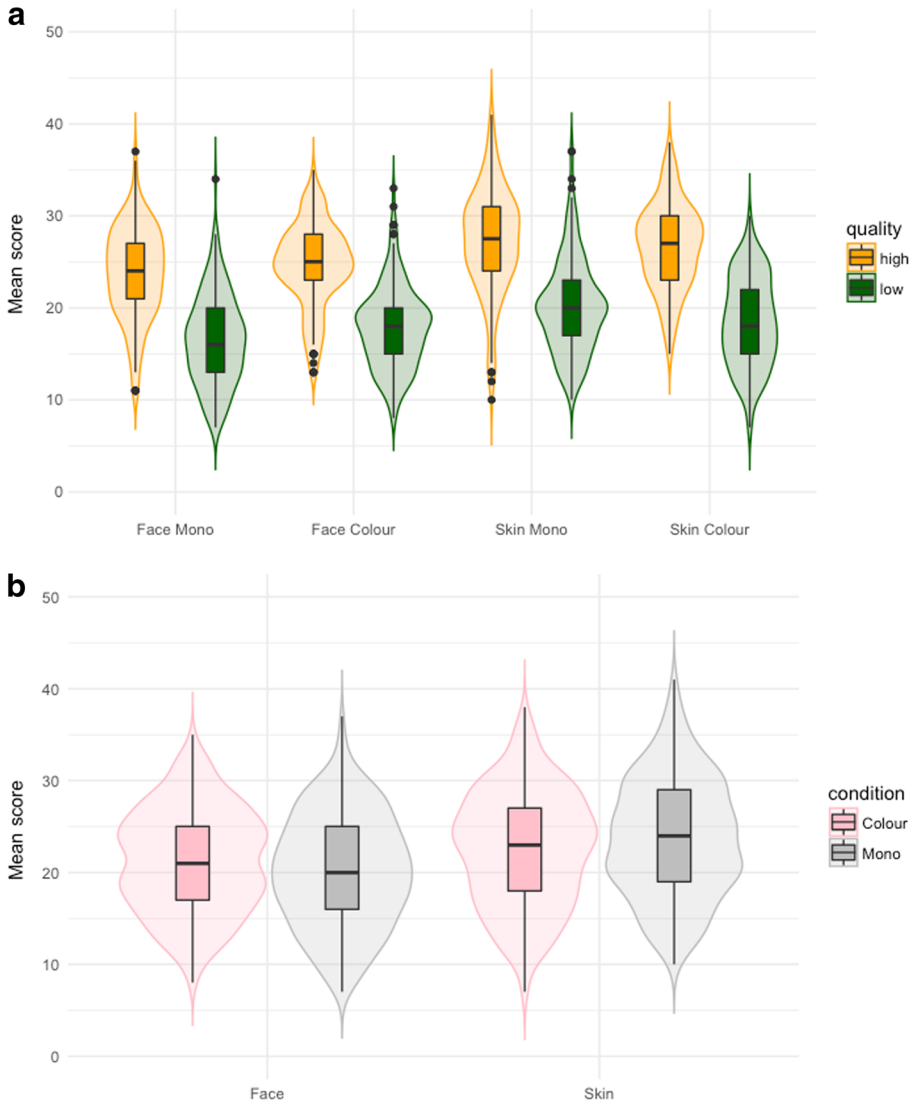 a
50
40
30
20
10
0
Mean score
Face Mono
Face Colour
Skin Mono
Skin Colour
quality
high
low
b
50
40
30
20
10
0
Mean score
Face
Skin
condition
Colour
Mono